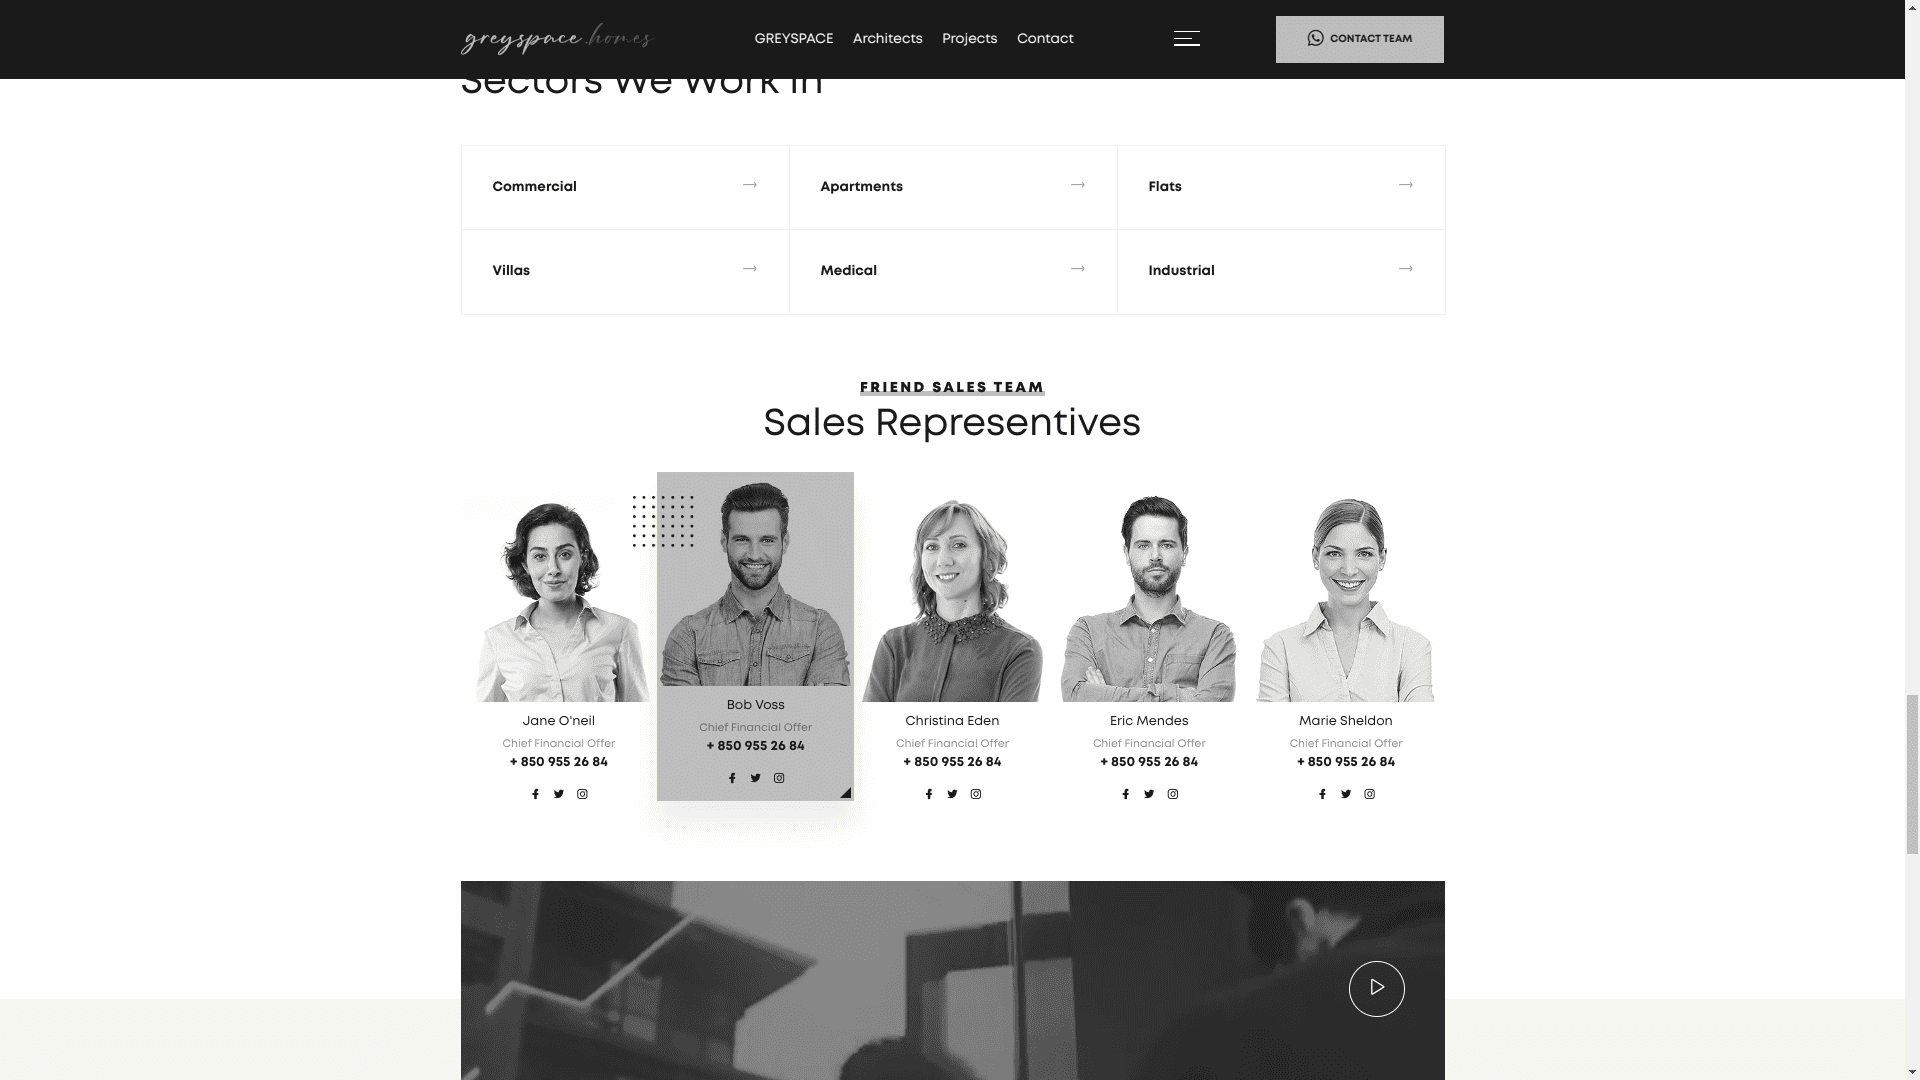 greyspace.homes
GREYSPACE Architects Projects Contact
CONTACT TEAM
Sectors We Work In
Commercial
Apartments
Flats
Villas
Medical
Industrial
FRIEND SALES TEAM
Sales Representives
Jane O'neil
Chief Financial Offer
+ 850 955 26 84
Bob Voss
Chief Financial Offer
+ 850 955 26 84
Christina Eden
Chief Financial Offer
+ 850 955 26 84
Eric Mendes
Chief Financial Offer
+ 850 955 26 84
Marie Sheldon
Chief Financial Offer
+ 850 955 26 84